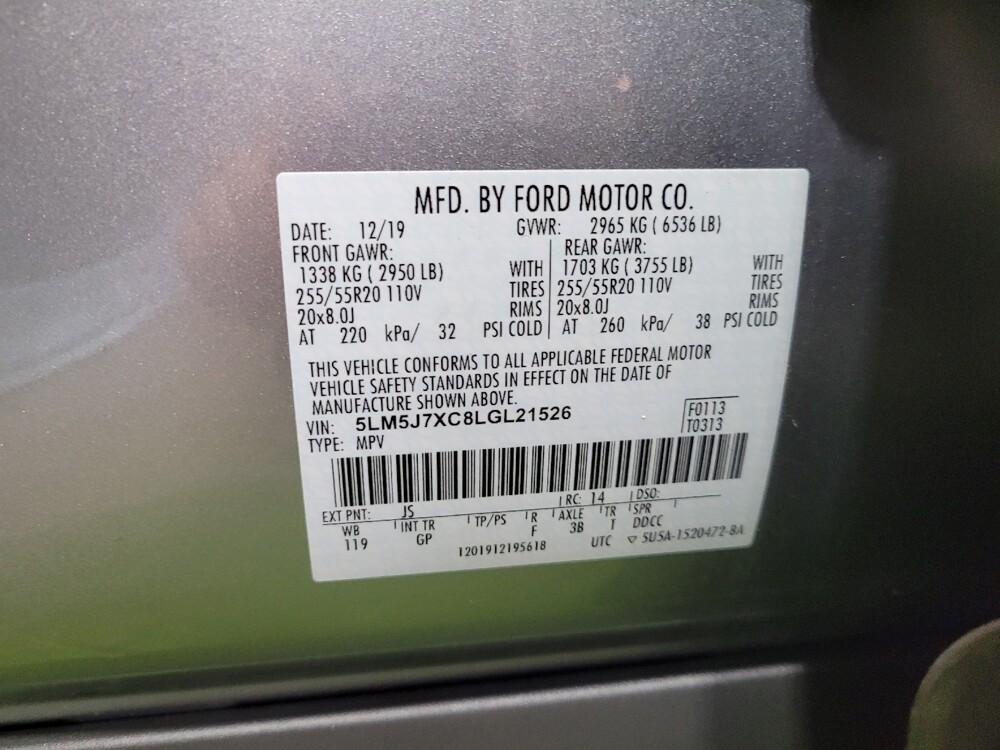 MFD. BY FORD MOTOR CO.
DATE: 12/19 GVWR: 2965 KG ( 6536 LB)
FRONT GAWR: REAR GAWR:
1338 KG ( 2950 LB) WITH 1703 KG ( 3755 LB) WITH
255/55R20 110V TIRES 255/55R20 110V TIRES
20x8.0J RIMS 20x8.0J RIMS
AT 220 kPa/ 32 PSI COLD AT 260 kPa/ 38 PSI COLD
THIS VEHICLE CONFORMS TO ALL APPLICABLE FEDERAL MOTOR
VEHICLE SAFETY STANDARDS IN EFFECT ON THE DATE OF
MANUFACTURE SHOWN ABOVE.
VIN: 5LM5J7XC8LGL21526 F0113
TYPE: MPV T0313
EXT PNT: JS RC: 14 DSO:
WB INT TR TP/PS R AXLE TR SPR
119 GP F 3B T DDCC
1201912195618 UTC ▽ 5U5A-1520472-8A